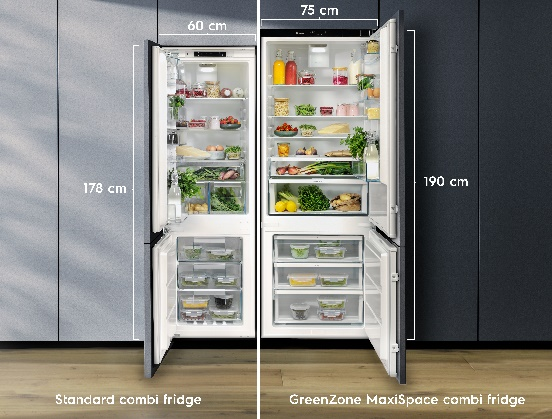 75 cm
60 cm
178 cm
190 cm
Standard combi fridge
GreenZone MaxiSpace combi fridge